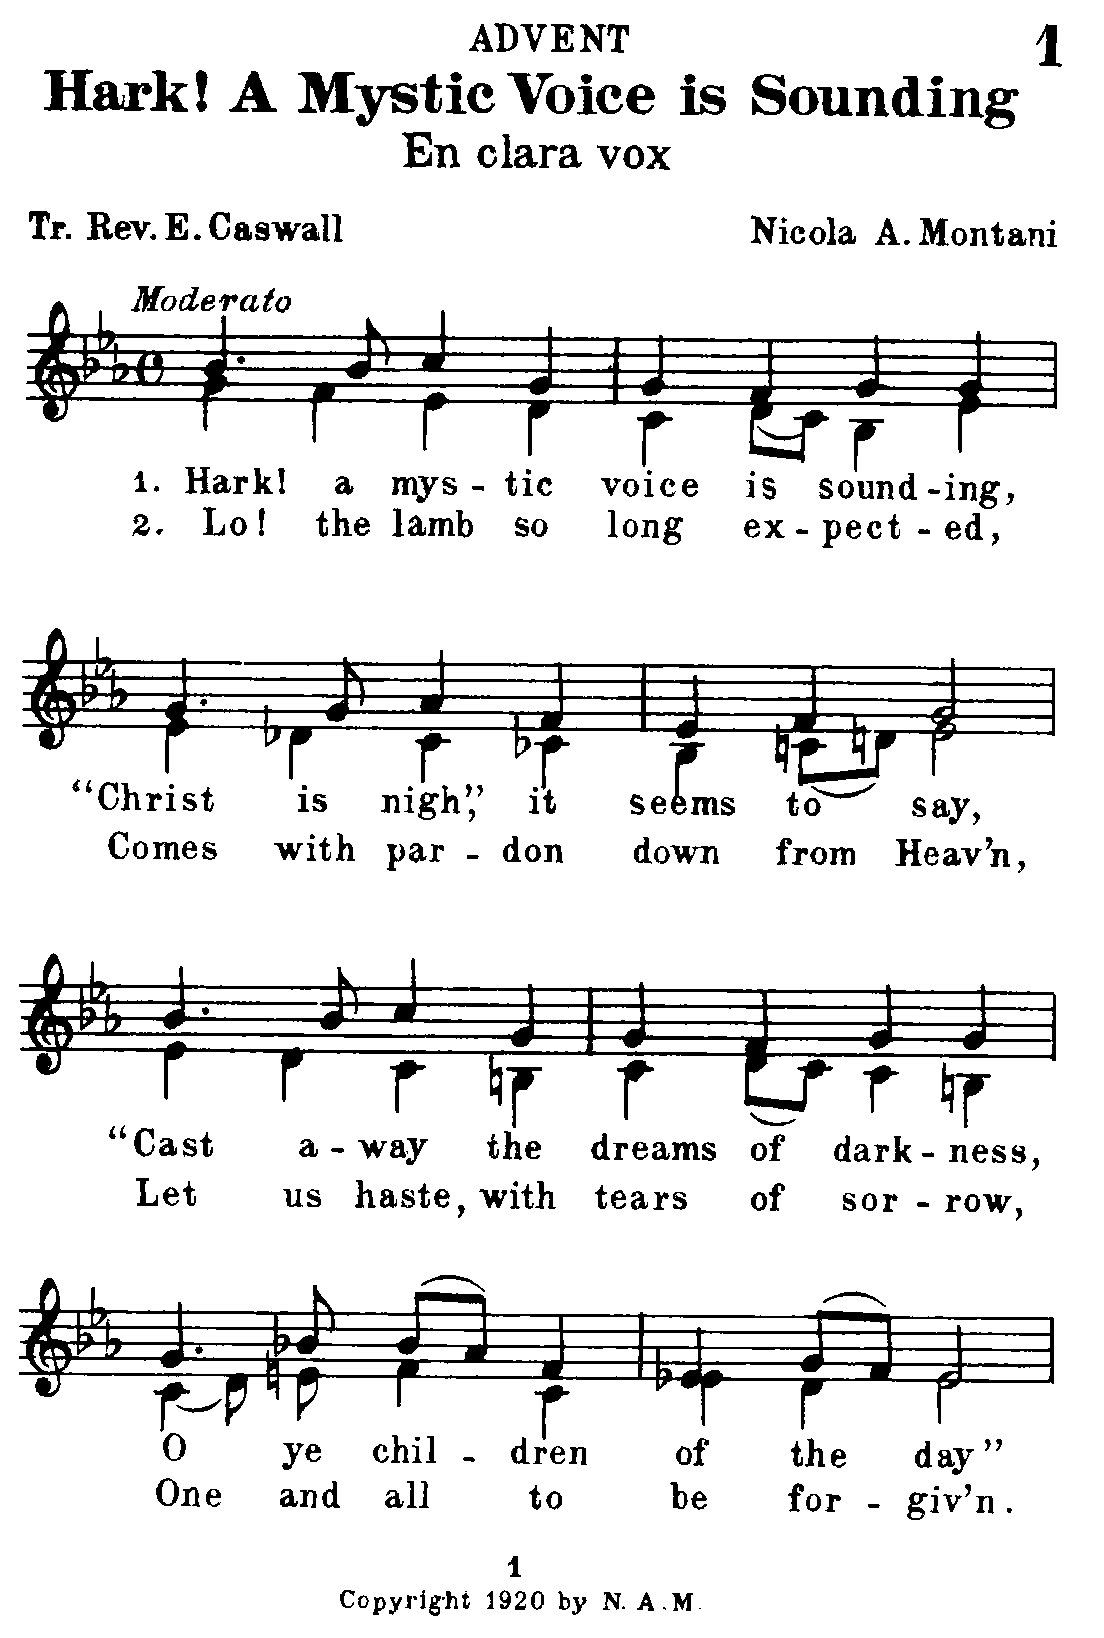 ADVENT 1
Hark! A Mystic Voice is Sounding
En clara vox
Tr. Rev. E. Caswall Nicola A. Montani
Moderato
1. Hark! a mys - tic voice is sound - ing,
2. Lo! the lamb so long ex - pect - ed,
“Christ is nigh,” it seems to say,
Comes with par - don down from Heav’n,
“Cast a - way the dreams of dark - ness,
Let us haste, with tears of sor - row,
O ye chil - dren of the day”
One and all to be for - giv’n.
1
Copyright 1920 by N. A. M.